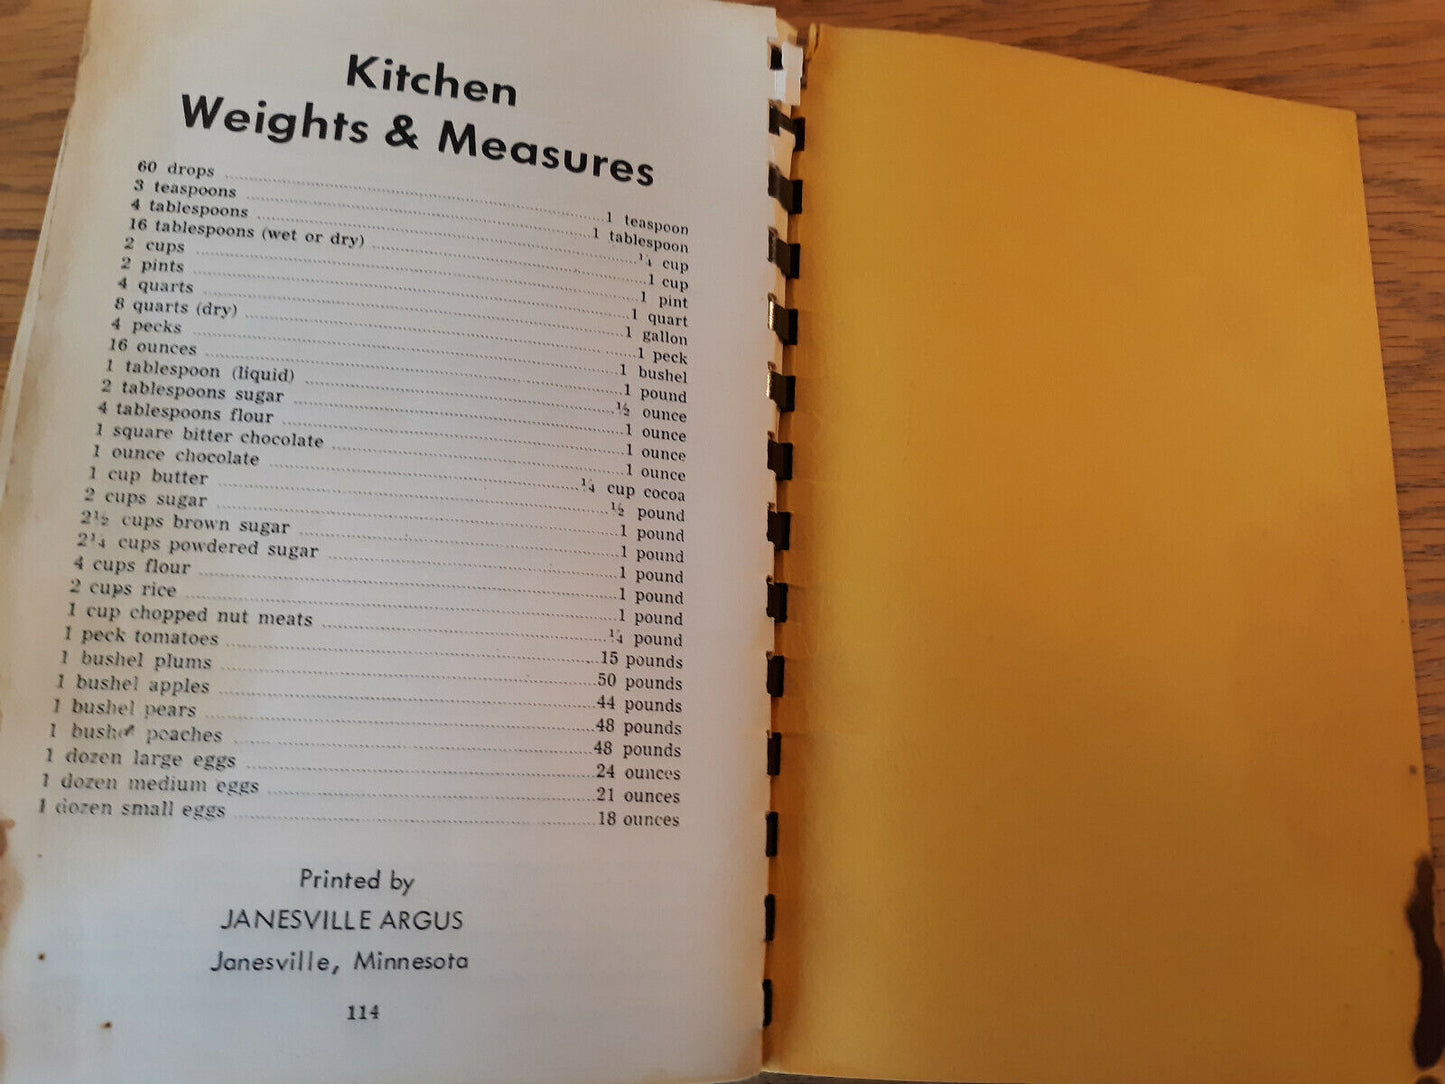 Kitchen
Weights & Measures
60 drops ........ 1 teaspoon
3 teaspoons ........ 1 tablespoon
4 tablespoons ........ ¼ cup
16 tablespoons (wet or dry) ........ 1 cup
2 cups ........ 1 pint
2 pints ........ 1 quart
4 quarts ........ 1 gallon
8 quarts (dry) ........ 1 peck
4 pecks ........ 1 bushel
16 ounces ........ 1 pound
1 tablespoon (liquid) ........ ½ ounce
2 tablespoons sugar ........ 1 ounce
4 tablespoons flour ........ 1 ounce
1 square bitter chocolate ........ 1 ounce
1 ounce chocolate ........ ¼ cup cocoa
1 cup butter ........ ½ pound
2 cups sugar ........ 1 pound
2½ cups brown sugar ........ 1 pound
2¼ cups powdered sugar ........ 1 pound
4 cups flour ........ 1 pound
2 cups rice ........ 1 pound
1 cup chopped nut meats ........ ¼ pound
1 peck tomatoes ........ 15 pounds
1 bushel plums ........ 50 pounds
1 bushel apples ........ 44 pounds
1 bushel pears ........ 48 pounds
1 bushel peaches ........ 48 pounds
1 dozen large eggs ........ 24 ounces
1 dozen medium eggs ........ 21 ounces
1 dozen small eggs ........ 18 ounces
Printed by
JANESVILLE ARGUS
Janesville, Minnesota
114